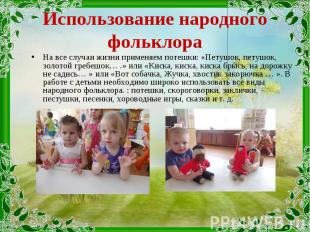 Использование народного
фольклора
• На все случаи жизни применяем потешки: «Петушок, петушок,
золотой гребешок… .» или «Киска, киска, киска брысь, на дорожку
не садись… » или «Вот собачка, Жучка, хвостик закорючка … ». В
работе с детьми необходимо широко использовать все виды
народного фольклора. : потешки, скороговорки, заклички,
пестушки, песенки, хороводные игры, сказки и т. д.
PPt4WEB.ru